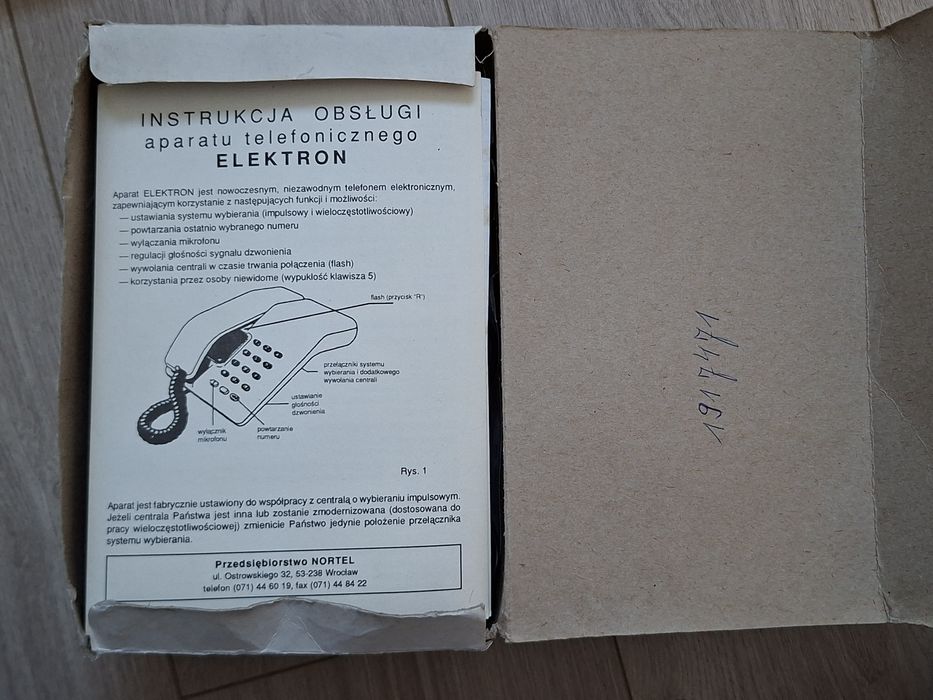 INSTRUKCJA OBSŁUGI
aparatu telefonicznego
ELEKTRON
Aparat ELEKTRON jest nowoczesnym, niezawodnym telefonem elektronicznym,
zapewniającym korzystanie z następujących funkcji i możliwości:
— ustawiania systemu wybierania (impulsowy i wieloczęstotliwościowy)
— powtarzania ostatnio wybranego numeru
— wyłączania mikrofonu
— regulacji głośności sygnału dzwonienia
— wywołania centrali w czasie trwania połączenia (flash)
— korzystania przez osoby niewidome (wypukłość klawisza 5)
flash (przycisk "R")
przełączniki systemu
wybierania i dodatkowego
wywołania centrali
ustawianie
głośności
dzwonienia
wyłącznik
mikrofonu
powtarzanie
numeru
Rys. 1
Aparat jest fabrycznie ustawiony do współpracy z centralą o wybieraniu impulsowym.
Jeżeli centrala Państwa jest inna lub zostanie zmodernizowana (dostosowana do
pracy wieloczęstotliwościowej) zmienicie Państwo jedynie położenie przełącznika
systemu wybierania.
Przedsiębiorstwo NORTEL
ul. Ostrowskiego 32, 53-238 Wrocław
telefon (071) 44 60 19, fax (071) 44 84 22
1917471